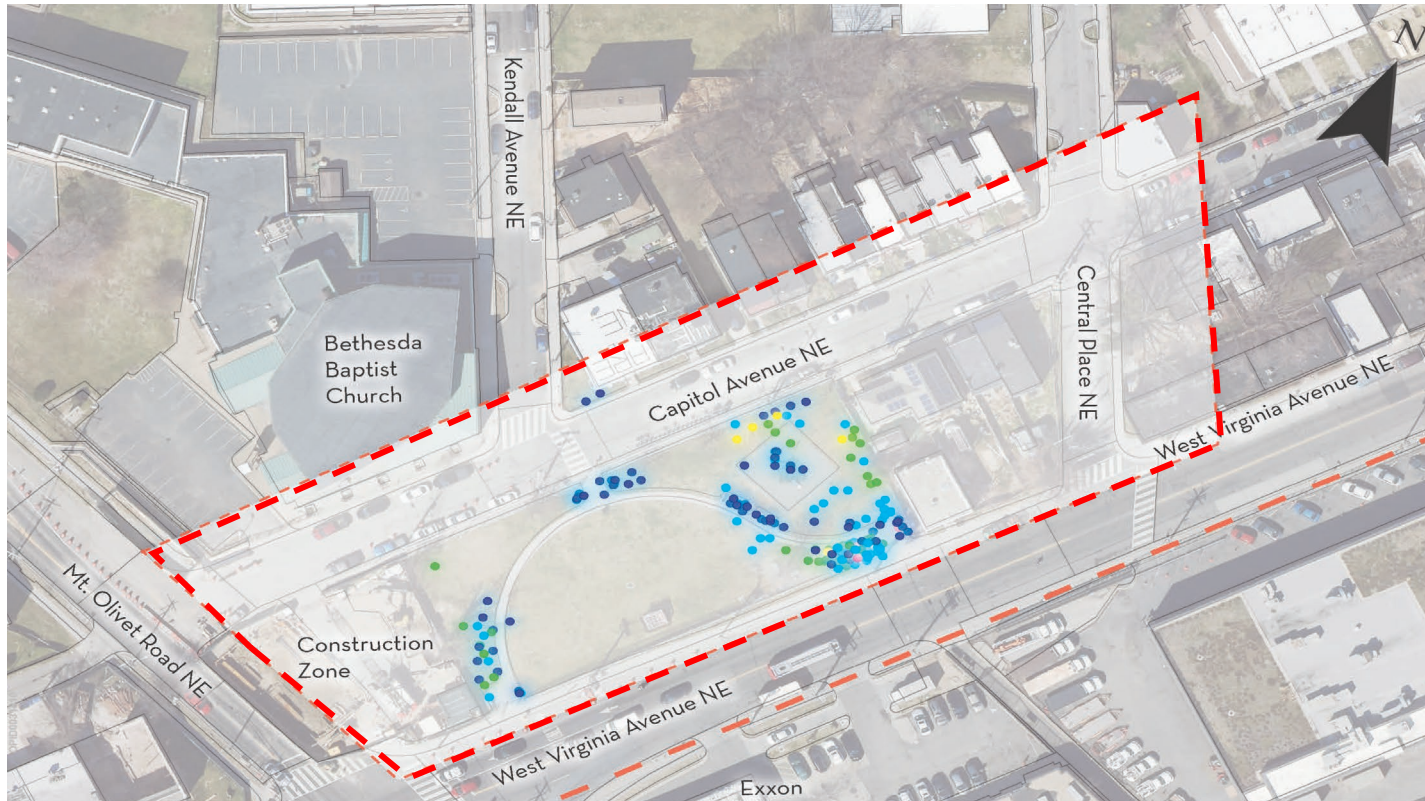 N
Kendall Avenue NE
Bethesda
Baptist
Church
Capitol Avenue NE
Central Place NE
West Virginia Avenue NE
Mt. Olivet Road NE
Construction
Zone
West Virginia Avenue NE
Exxon